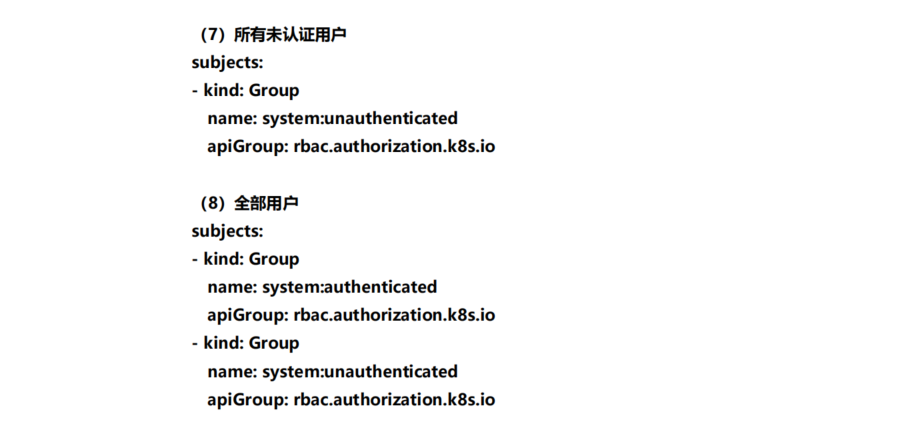 （7）所有未认证用户
subjects:
- kind: Group
name: system:unauthenticated
apiGroup: rbac.authorization.k8s.io
（8）全部用户
subjects:
- kind: Group
name: system:authenticated
apiGroup: rbac.authorization.k8s.io
- kind: Group
name: system:unauthenticated
apiGroup: rbac.authorization.k8s.io